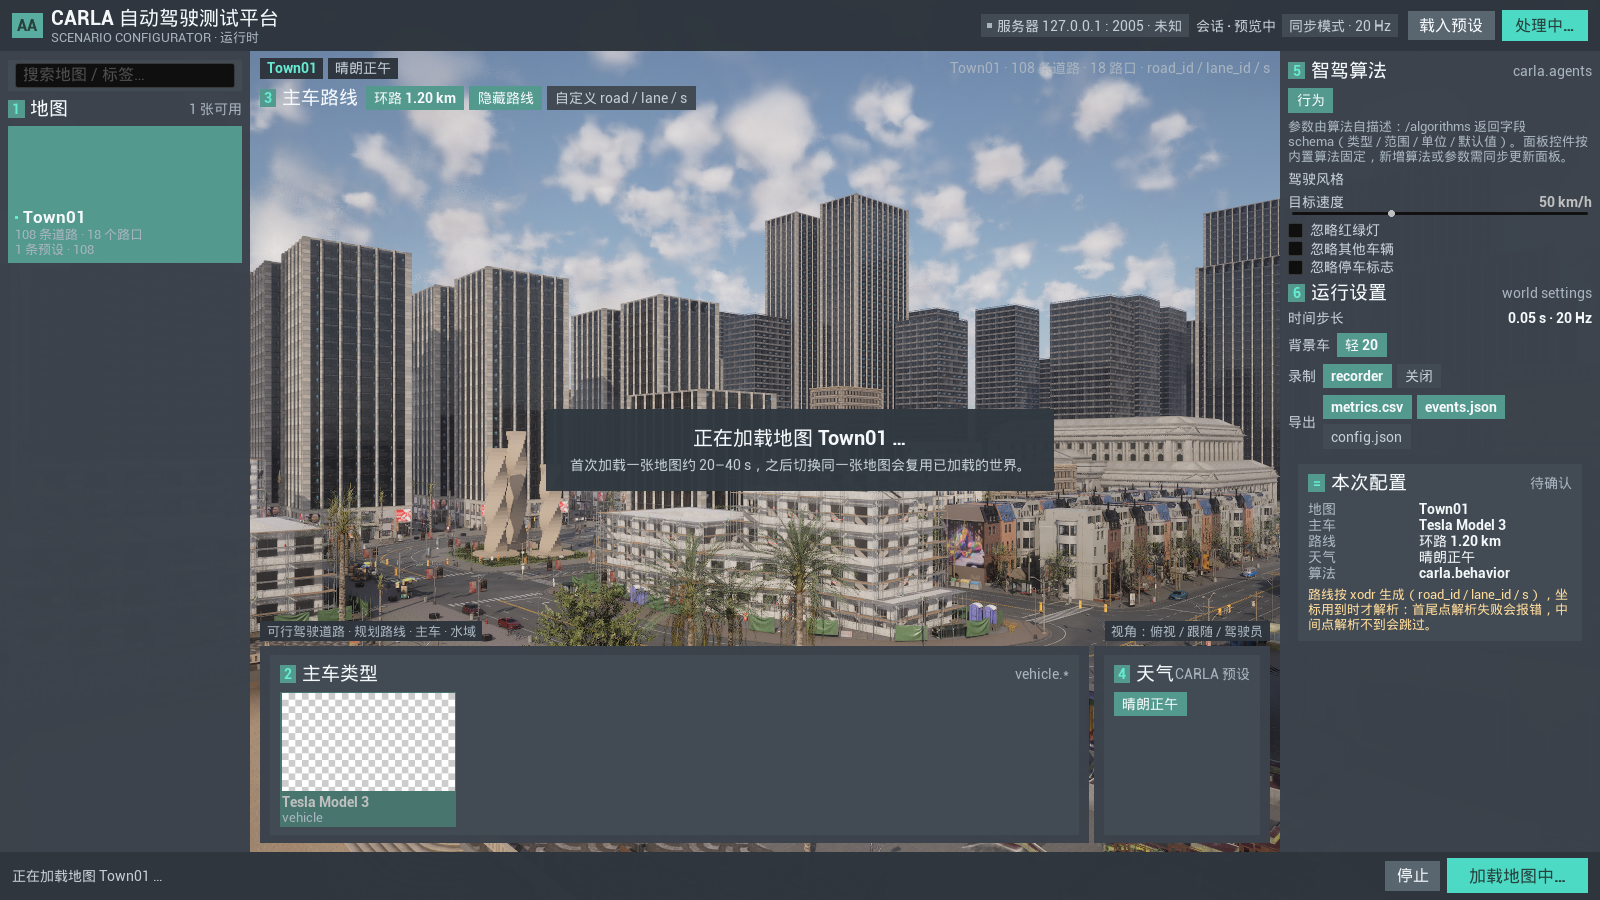 AA
CARLA 自动驾驶测试平台
SCENARIO CONFIGURATOR · 运行时
服务器 127.0.0.1 : 2005 · 未知
会话 · 预览中
同步模式 · 20 Hz
载入预设
处理中...
搜索地图 / 标签...
1 地图
1 张可用
Town01
108 条道路 · 18 个路口
1 条预设 · 108
Town01
晴朗正午
Town01 · 108 条道路 · 18 路口 · road_id / lane_id / s
3 主车路线
环路 1.20 km
隐藏路线
自定义 road / lane / s
正在加载地图 Town01 ...
首次加载一张地图约 20–40 s，之后切换同一张地图会复用已加载的世界。
可行驾驶道路 · 规划路线 · 主车 · 水域
视角：俯视 / 跟随 / 驾驶员
2 主车类型
vehicle.*
Tesla Model 3
vehicle
4 天气
CARLA 预设
晴朗正午
5 智驾算法
carla.agents
行为
参数由算法自描述：/algorithms 返回字段
schema（类型 / 范围 / 单位 / 默认值）。面板控件按
内置算法固定，新增算法或参数需同步更新面板。
驾驶风格
目标速度
50 km/h
忽略红绿灯
忽略其他车辆
忽略停车标志
6 运行设置
world settings
时间步长
0.05 s · 20 Hz
背景车
轻 20
录制
recorder
关闭
导出
metrics.csv
events.json
config.json
= 本次配置
待确认
地图 Town01
主车 Tesla Model 3
路线 环路 1.20 km
天气 晴朗正午
算法 carla.behavior
路线按 xodr 生成（road_id / lane_id / s），坐
标用到时才解析：首尾点解析失败会报错，中
间点解析不到会跳过。
正在加载地图 Town01 ...
停止
加载地图中...